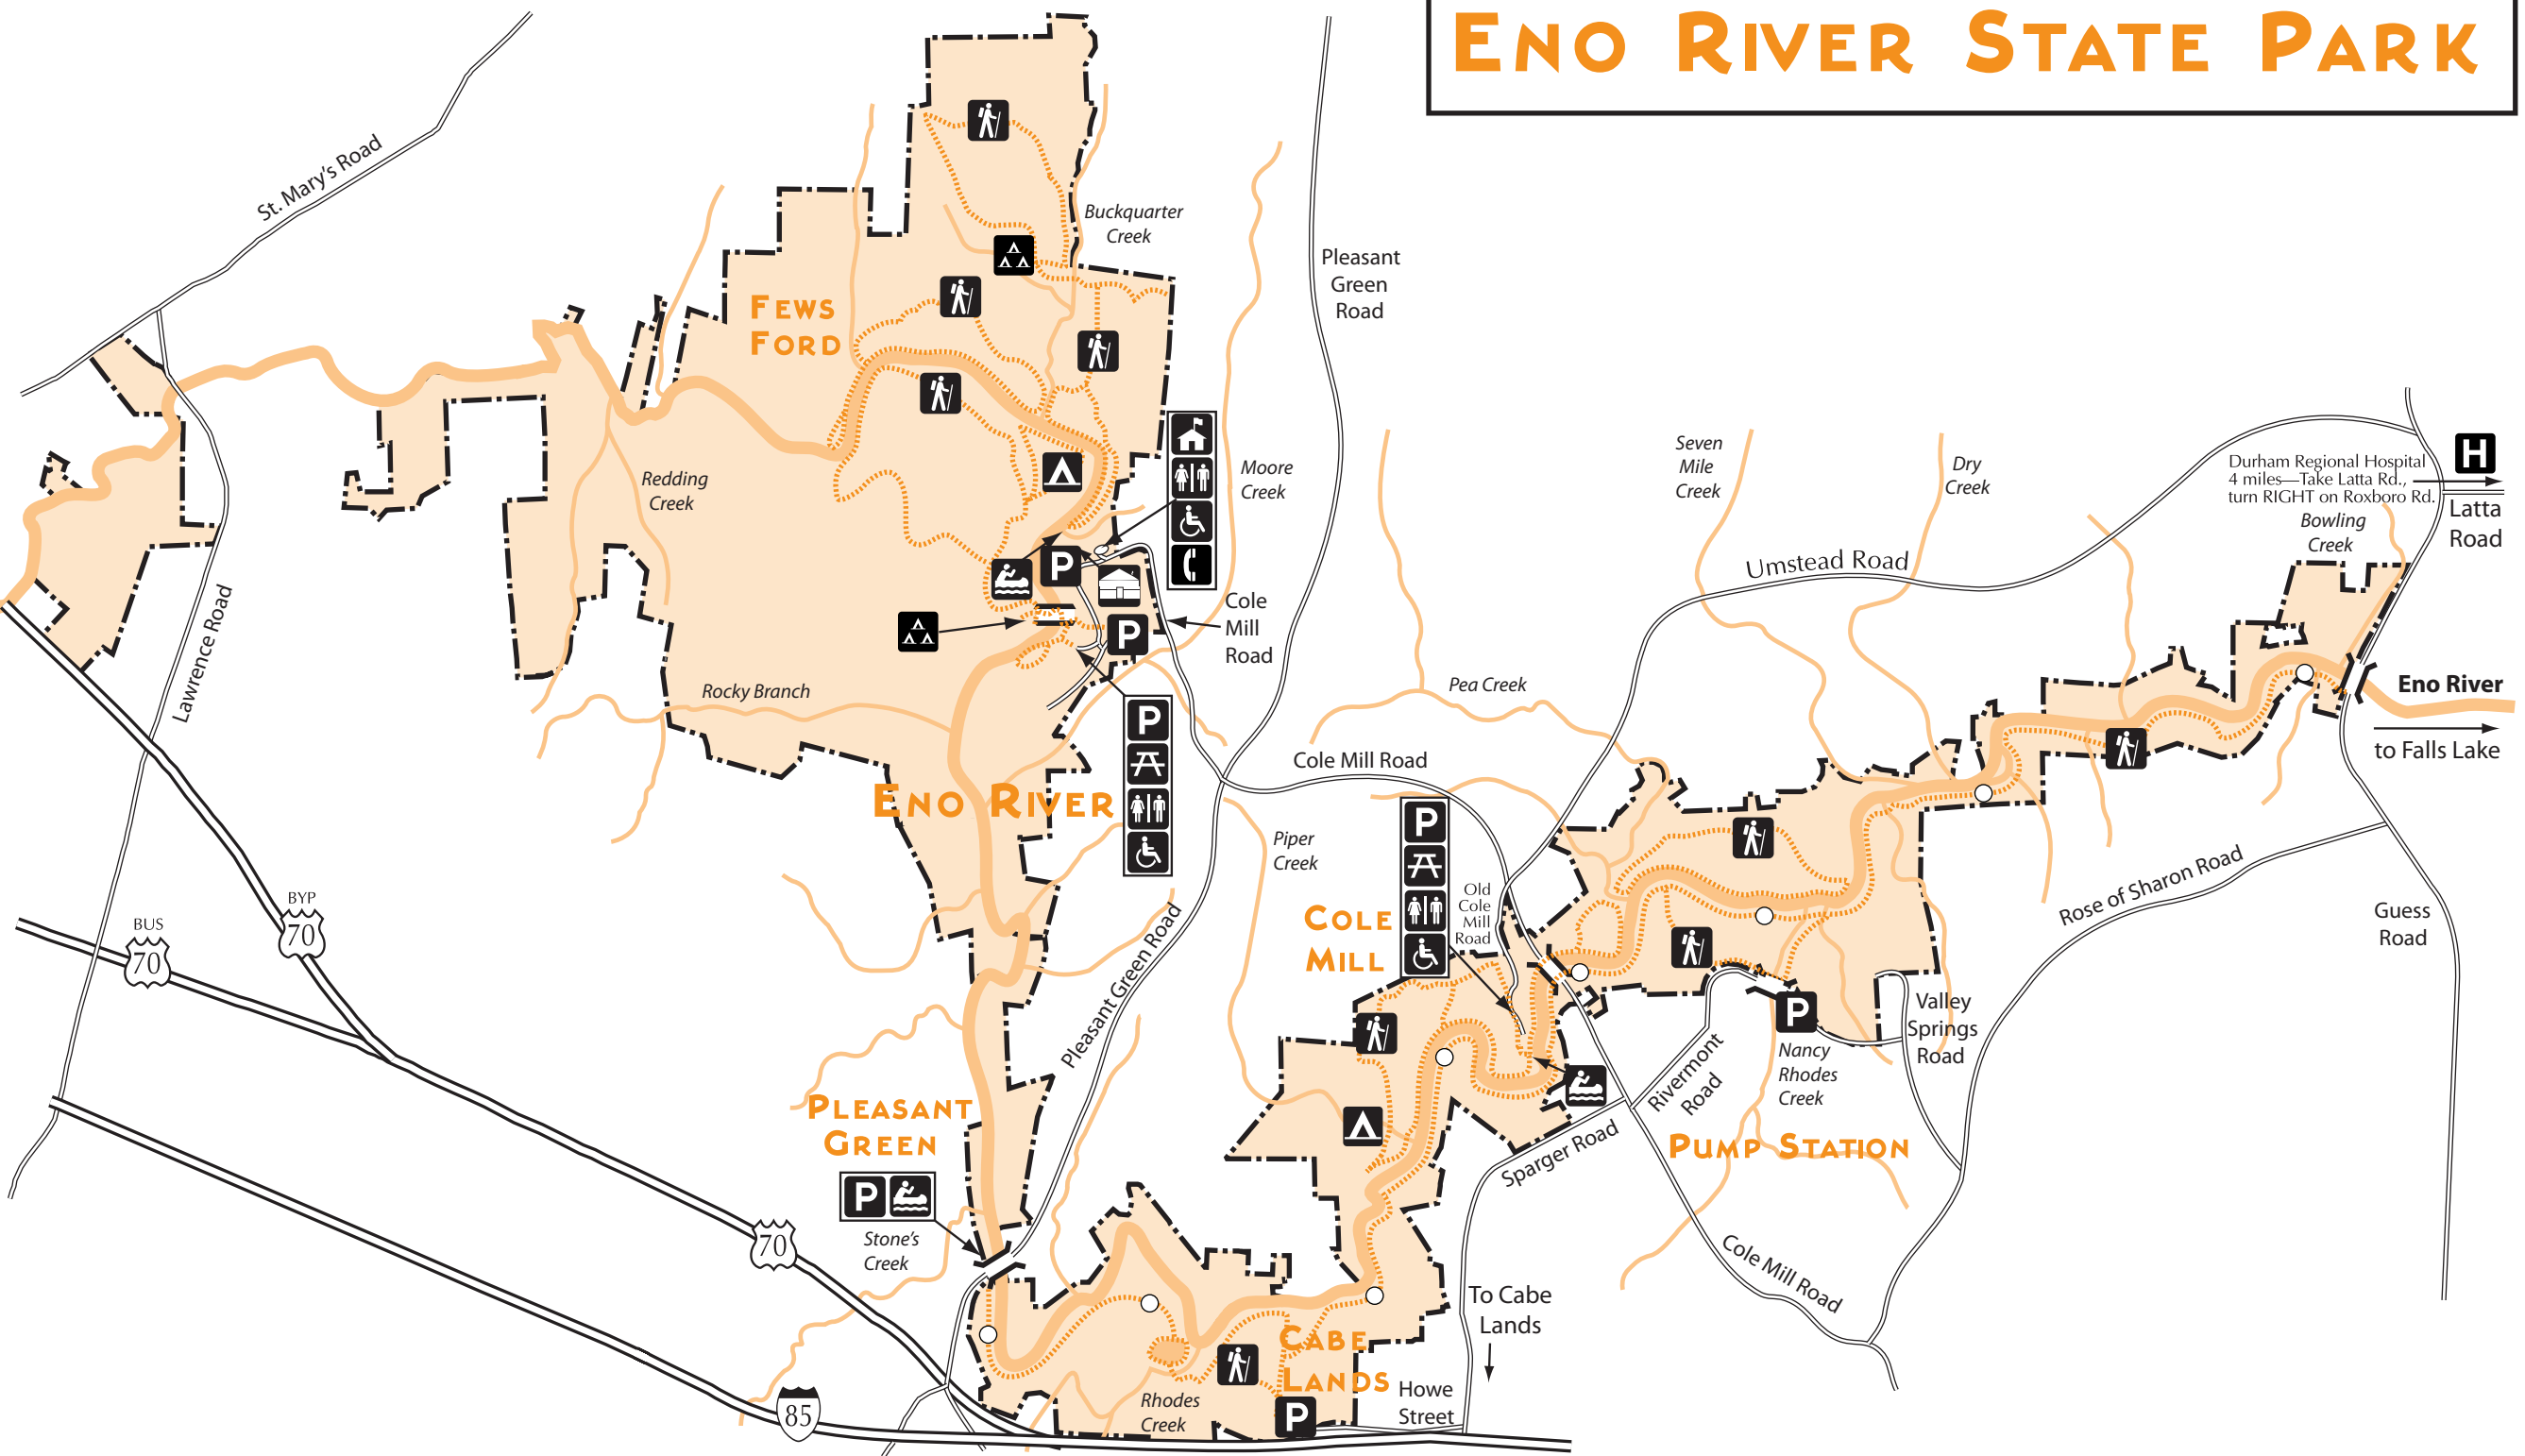 ENO RIVER STATE PARK
St. Mary's Road
Buckquarter
Creek
Pleasant
Green
Road
FEWS
FORD
Redding
Creek
Moore
Creek
Seven
Mile
Creek
Dry
Creek
H
Durham Regional Hospital
4 miles—Take Latta Rd.,
turn RIGHT on Roxboro Rd.
Latta
Road
Bowling
Creek
Umstead Road
P
Cole
Mill
Road
P
Lawrence Road
Rocky Branch
Pea Creek
Eno River
to Falls Lake
P
Cole Mill Road
ENO RIVER
P
Piper
Creek
Old
Cole
Mill
Road
COLE
MILL
Rose of Sharon Road
Guess
Road
BYP
70
BUS
70
Pleasant Green Road
P
Valley
Springs
Road
Nancy
Rhodes
Creek
Rivermont
Road
PLEASANT
GREEN
PUMP STATION
Sparger Road
P
Stone's
Creek
70
Cole Mill Road
To Cabe
Lands
CABE
LANDS
Howe
Street
Rhodes
Creek
P
85